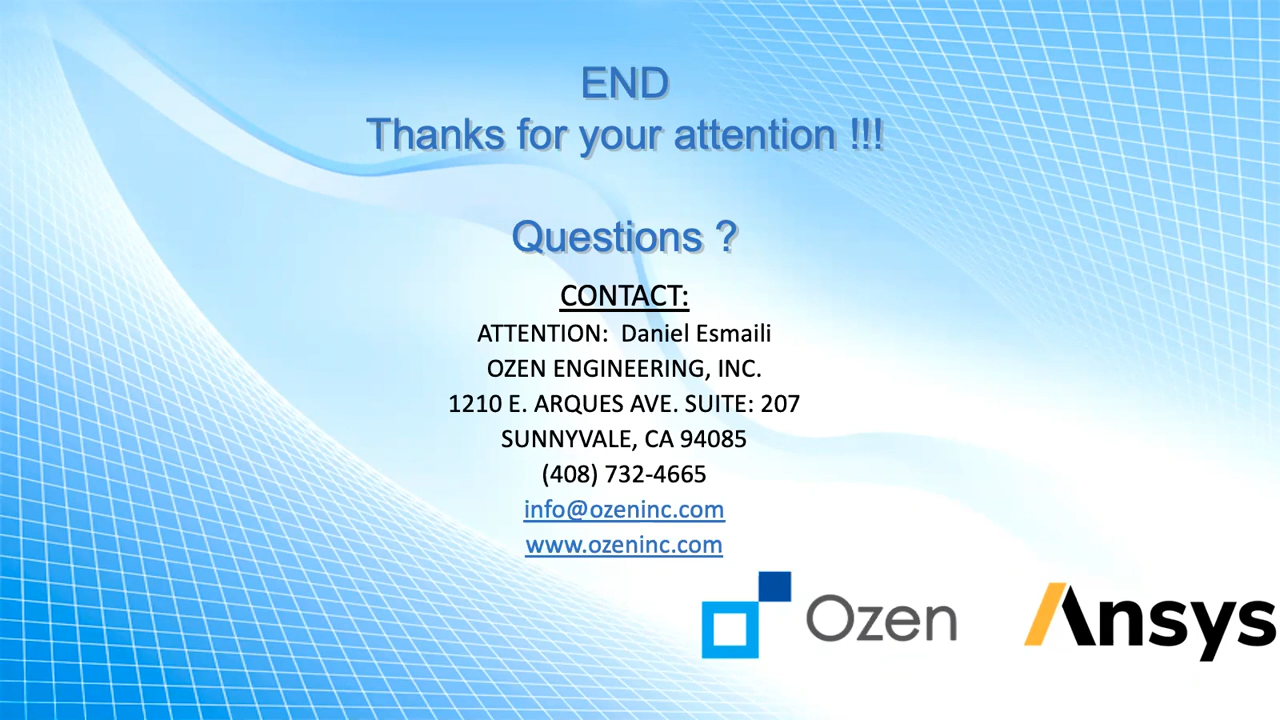 END
Thanks for your attention !!!
Questions ?
CONTACT:
ATTENTION:  Daniel Esmaili
OZEN ENGINEERING, INC.
1210 E. ARQUES AVE. SUITE: 207
SUNNYVALE, CA 94085
(408) 732-4665
info@ozeninc.com
www.ozeninc.com
Ozen
Ansys